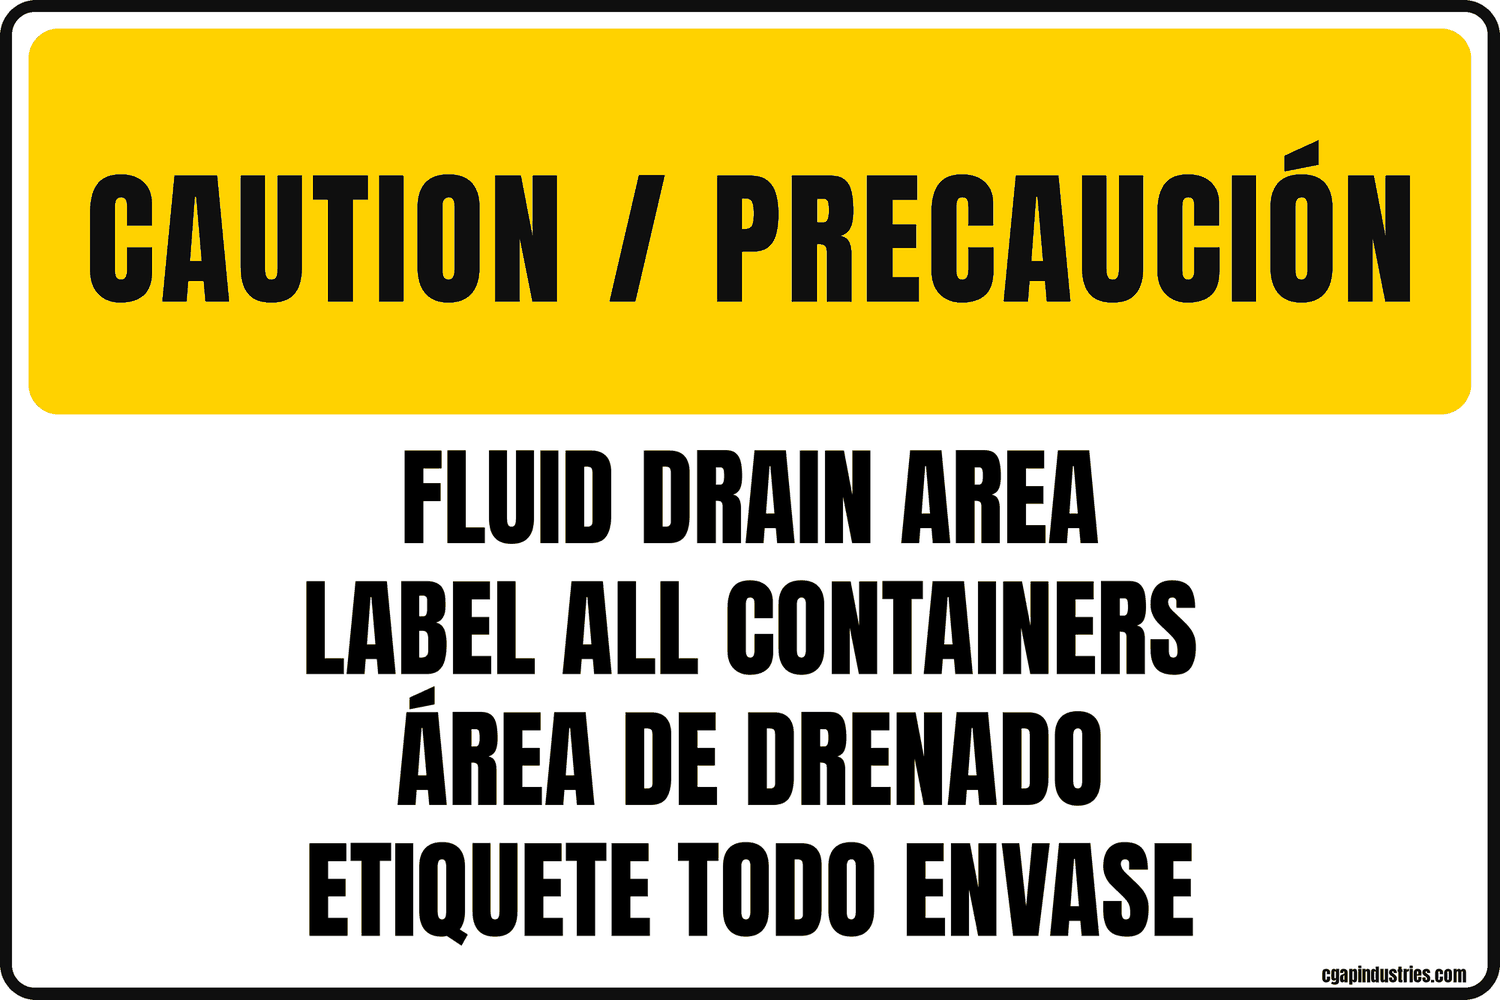 CAUTION / PRECAUCIÓN
FLUID DRAIN AREA
LABEL ALL CONTAINERS
ÁREA DE DRENADO
ETIQUETE TODO ENVASE
cgapindustries.com